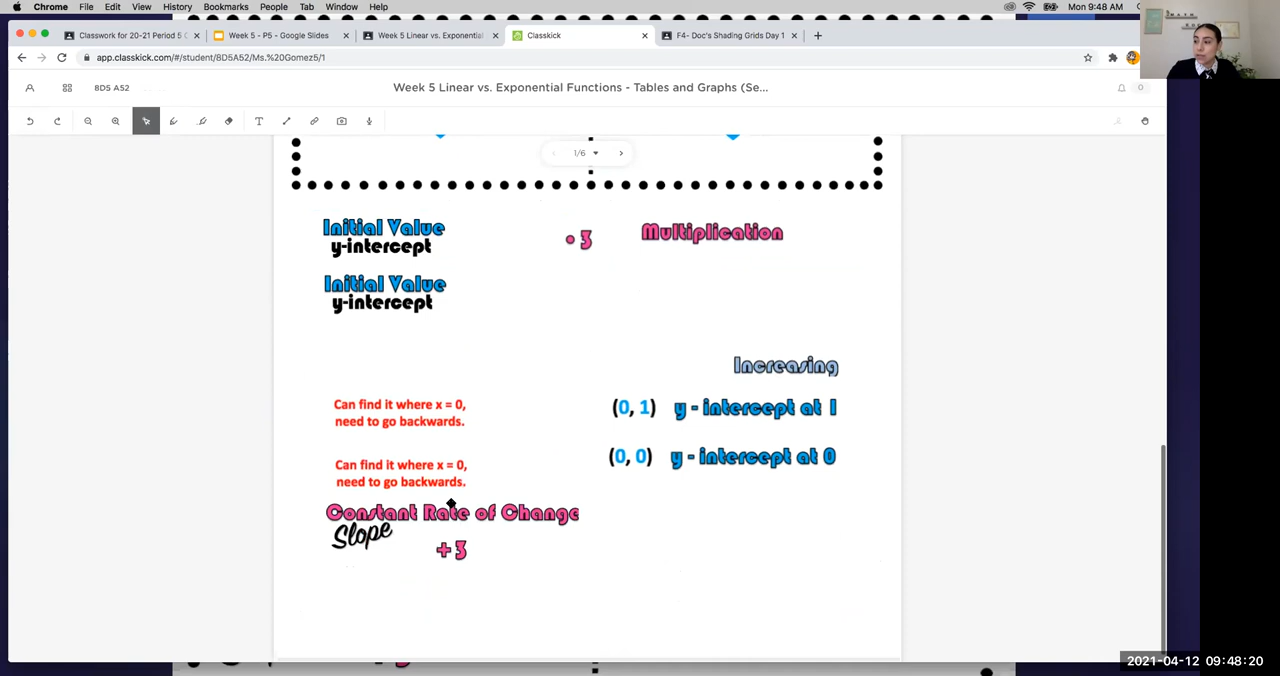 Chrome File Edit View History Bookmarks People Tab Window Help Mon 9:48 AM
Classwork for 20-21 Period 5 Week 5 - P5 - Google Slides Week 5 Linear vs. Exponential Classkick F4- Doc's Shading Grids Day 1
app.classkick.com/#/student/8D5A52/Ms.%20Gomez5/1
8D5 A52 Week 5 Linear vs. Exponential Functions - Tables and Graphs (Se... 0
T
1/6
Initial Value
y-intercept
• 3 Multiplication
Initial Value
y-intercept
Increasing
Can find it where x = 0,
need to go backwards.
(0, 1) y - intercept at 1
(0, 0) y - intercept at 0
Can find it where x = 0,
need to go backwards.
Constant Rate of Change
Slope
+ 3
2021-04-12 09:48:20